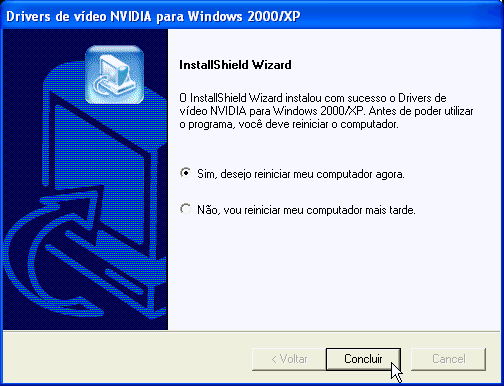 Drivers de vídeo NVIDIA para Windows 2000/XP
InstallShield Wizard
O InstallShield Wizard instalou com sucesso o Drivers de
vídeo NVIDIA para Windows 2000/XP. Antes de poder utilizar
o programa, você deve reiniciar o computador.
Sim, desejo reiniciar meu computador agora.
Não, vou reiniciar meu computador mais tarde.
< Voltar
Concluir
Cancel